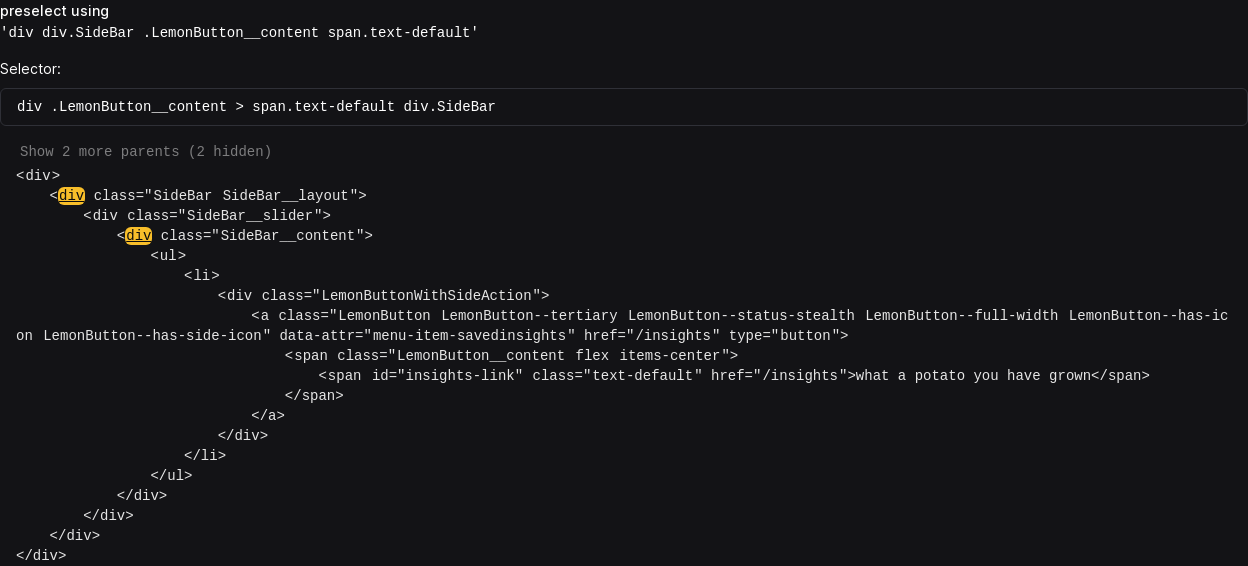 preselect using
'div div.SideBar .LemonButton__content span.text-default'
Selector:
div .LemonButton__content > span.text-default div.SideBar
Show 2 more parents (2 hidden)
<div>
<div class="SideBar SideBar__layout">
<div class="SideBar__slider">
<div class="SideBar__content">
<ul>
<li>
<div class="LemonButtonWithSideAction">
<a class="LemonButton LemonButton--tertiary LemonButton--status-stealth LemonButton--full-width LemonButton--has-ic
on LemonButton--has-side-icon" data-attr="menu-item-savedinsights" href="/insights" type="button">
<span class="LemonButton__content flex items-center">
<span id="insights-link" class="text-default" href="/insights">what a potato you have grown</span>
</span>
</a>
</div>
</li>
</ul>
</div>
</div>
</div>
</div>